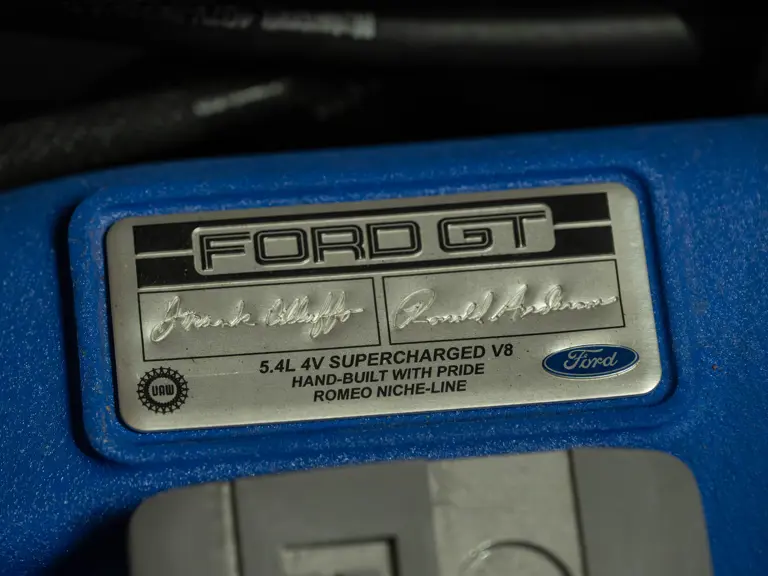 FORD GT
5.4L 4V SUPERCHARGED V8
HAND-BUILT WITH PRIDE
ROMEO NICHE-LINE
UAW
Ford